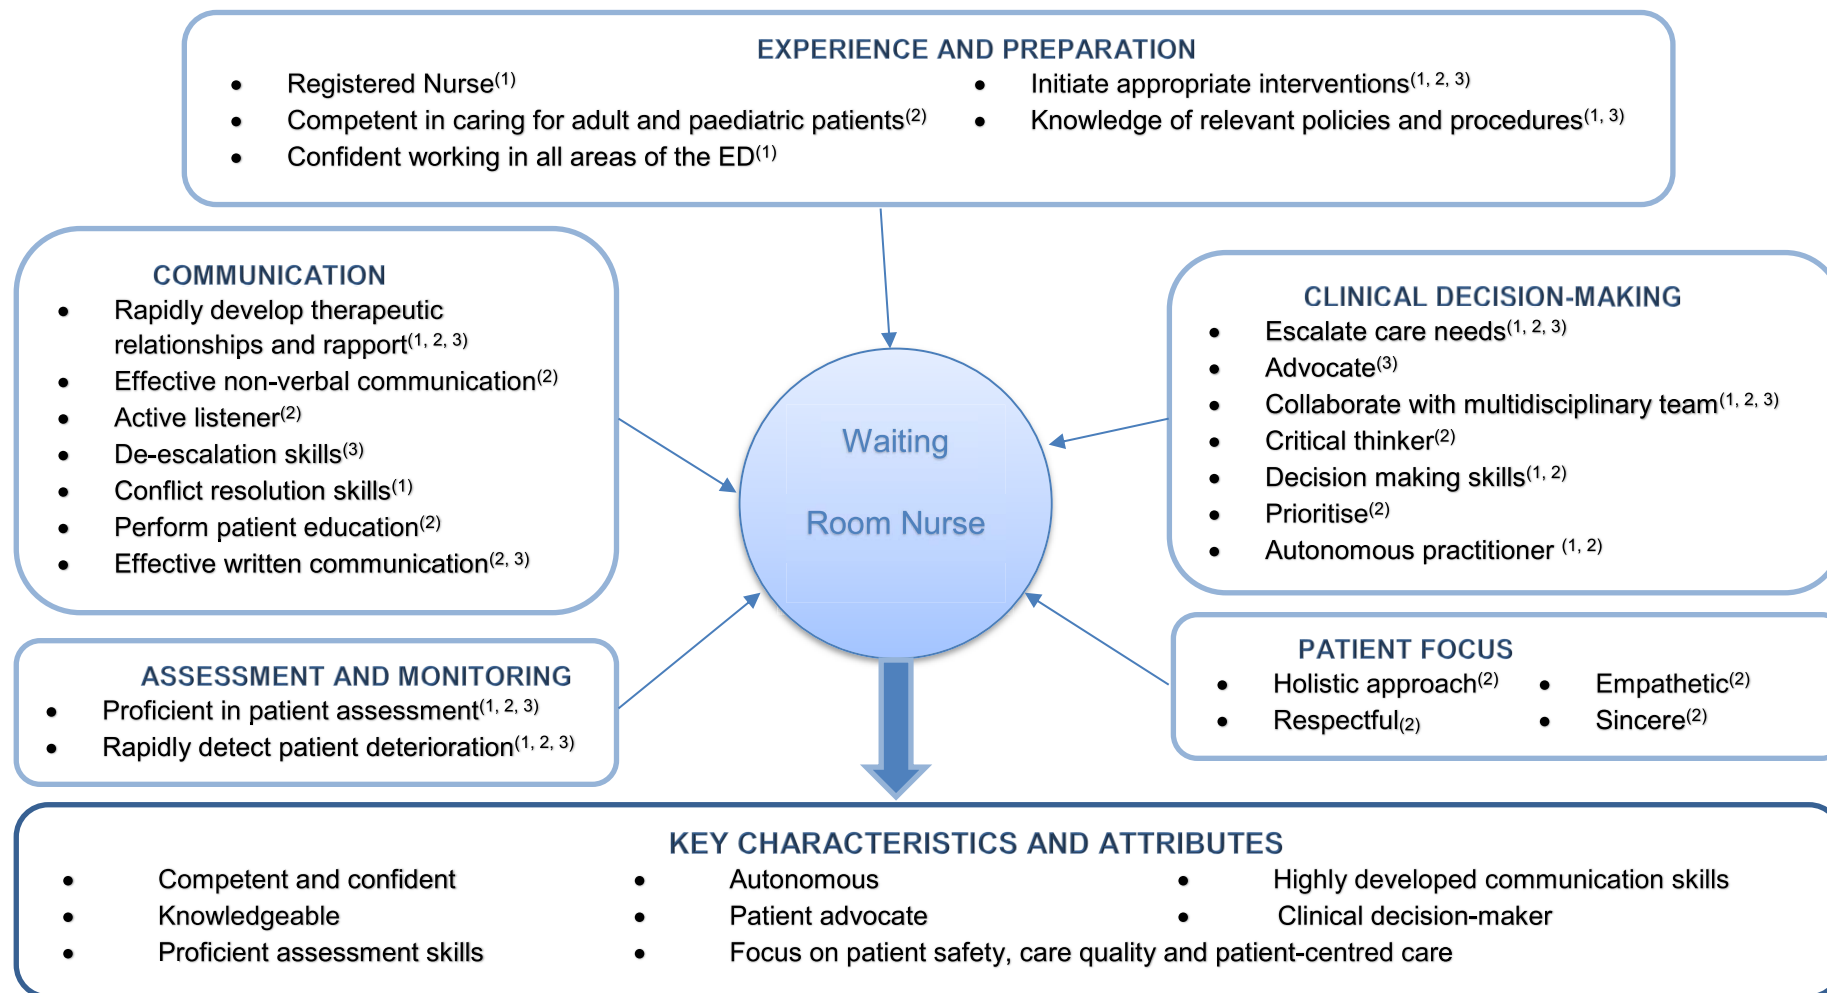 EXPERIENCE AND PREPARATION
• Registered Nurse(1)
• Competent in caring for adult and paediatric patients(2)
• Confident working in all areas of the ED(1)
• Initiate appropriate interventions(1, 2, 3)
• Knowledge of relevant policies and procedures(1, 3)
COMMUNICATION
• Rapidly develop therapeutic
relationships and rapport(1, 2, 3)
• Effective non-verbal communication(2)
• Active listener(2)
• De-escalation skills(3)
• Conflict resolution skills(1)
• Perform patient education(2)
• Effective written communication(2, 3)
Waiting
Room Nurse
CLINICAL DECISION-MAKING
• Escalate care needs(1, 2, 3)
• Advocate(3)
• Collaborate with multidisciplinary team(1, 2, 3)
• Critical thinker(2)
• Decision making skills(1, 2)
• Prioritise(2)
• Autonomous practitioner (1, 2)
ASSESSMENT AND MONITORING
• Proficient in patient assessment(1, 2, 3)
• Rapidly detect patient deterioration(1, 2, 3)
PATIENT FOCUS
• Holistic approach(2)
• Respectful(2)
• Empathetic(2)
• Sincere(2)
KEY CHARACTERISTICS AND ATTRIBUTES
• Competent and confident
• Knowledgeable
• Proficient assessment skills
• Autonomous
• Patient advocate
• Focus on patient safety, care quality and patient-centred care
• Highly developed communication skills
• Clinical decision-maker